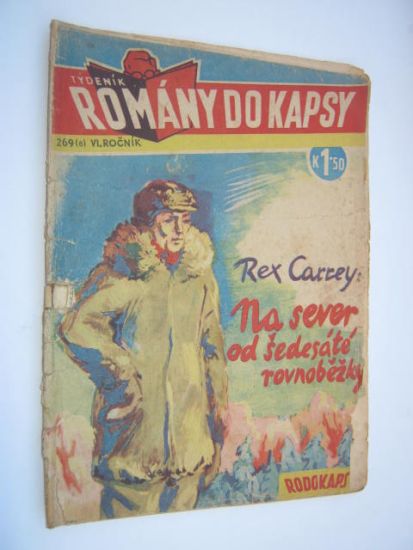 TÝDENÍK
ROMÁNY DO KAPSY
269(6) VI.ROČNÍK
K 1·50
Rex Carrey:
Na sever
od šedesáté
rovnoběžky
RODOKAPS